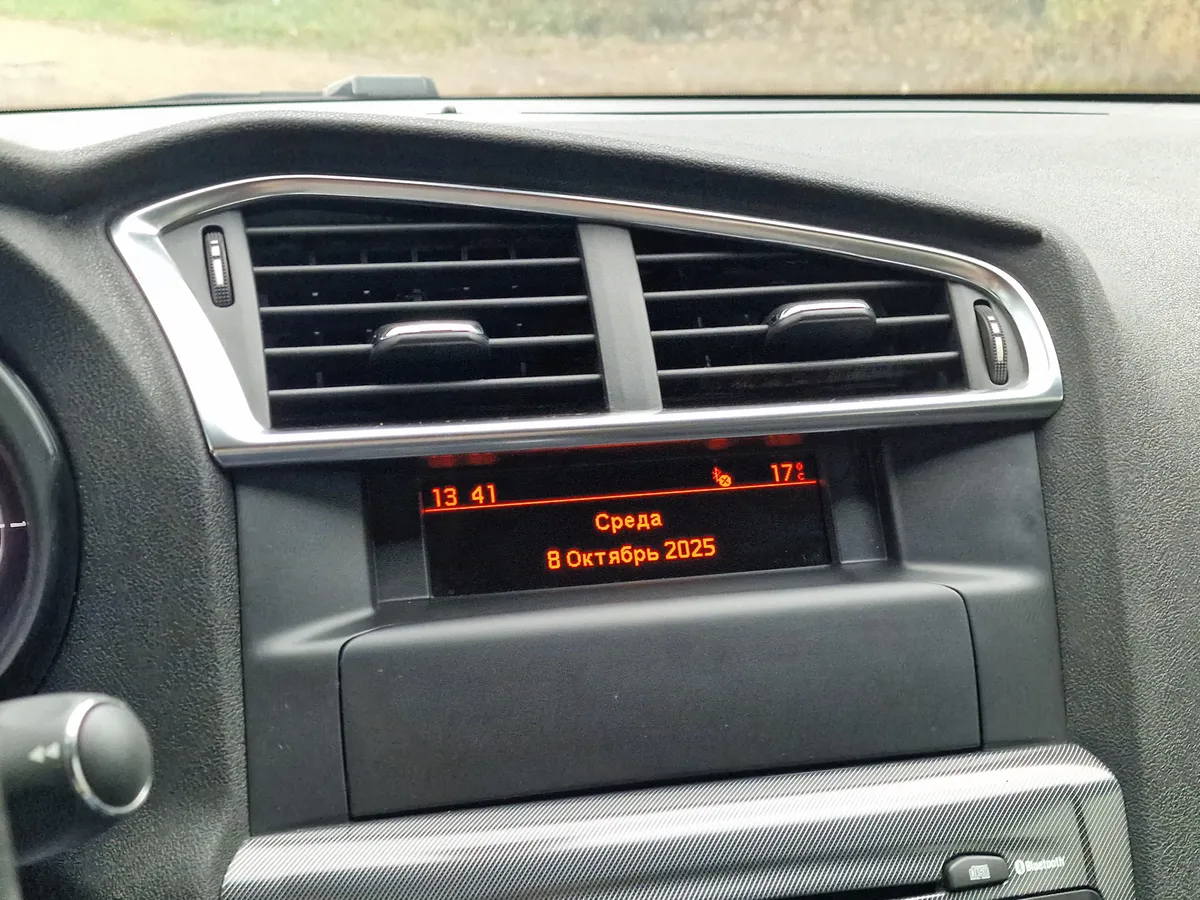 13 41 17°C
Среда
8 Октябрь 2025
Bluetooth